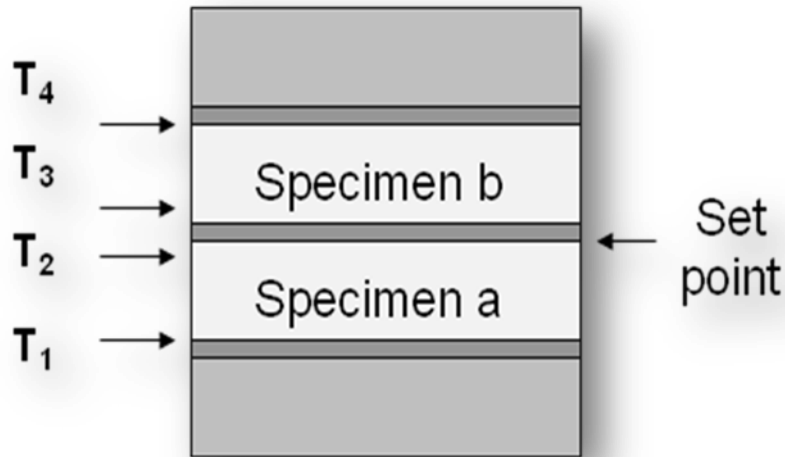 T₄
T₃
Specimen b
T₂
Set
point
Specimen a
T₁